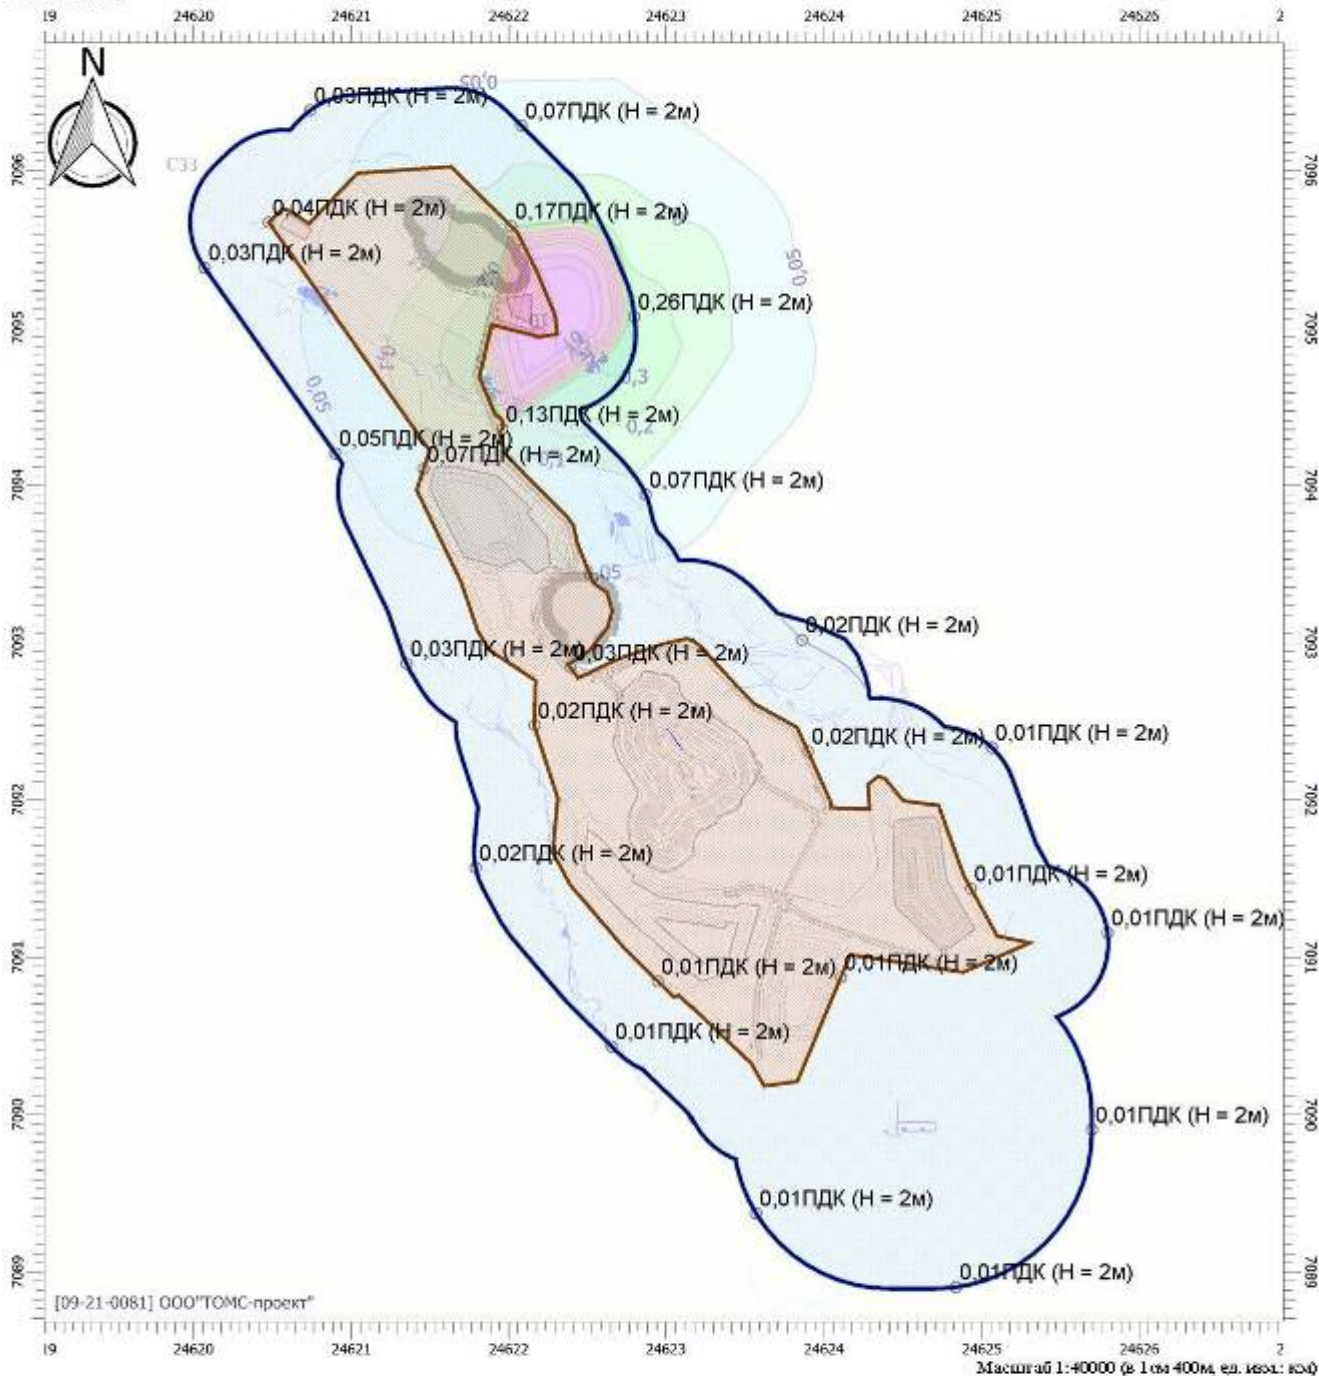 19 24620 24621 24622 24623 24624 24625 24626 2
N
0,05
0,03ПДК (Н = 2м)
0,07ПДК (Н = 2м)
СЗЗ
7096 7096
0,04ПДК (Н = 2м)
0,17ПДК (Н = 2м)
0,03ПДК (Н = 2м)
0,05
0,26ПДК (Н = 2м)
7095 7095
0,1
0,3
0,05
0,13ПДК (Н = 2м)
0,2
0,05ПДК (Н = 2м)
0,07ПДК (Н = 2м)
0,1
0,07ПДК (Н = 2м)
7094 7094
0,05
0,02ПДК (Н = 2м)
7093 7093
0,03ПДК (Н = 2м)
0,03ПДК (Н = 2м)
0,02ПДК (Н = 2м)
0,02ПДК (Н = 2м)
0,01ПДК (Н = 2м)
7092 7092
0,02ПДК (Н = 2м)
0,01ПДК (Н = 2м)
0,01ПДК (Н = 2м)
7091 7091
0,01ПДК (Н = 2м)
0,01ПДК (Н = 2м)
0,01ПДК (Н = 2м)
7090 7090
0,01ПДК (Н = 2м)
0,01ПДК (Н = 2м)
7089 7089
0,01ПДК (Н = 2м)
[09-21-0081] ООО"ТОМС-проект"
19 24620 24621 24622 24623 24624 24625 24626 2
Масштаб 1:40000 (в 1см 400м, ед. изм.: км)